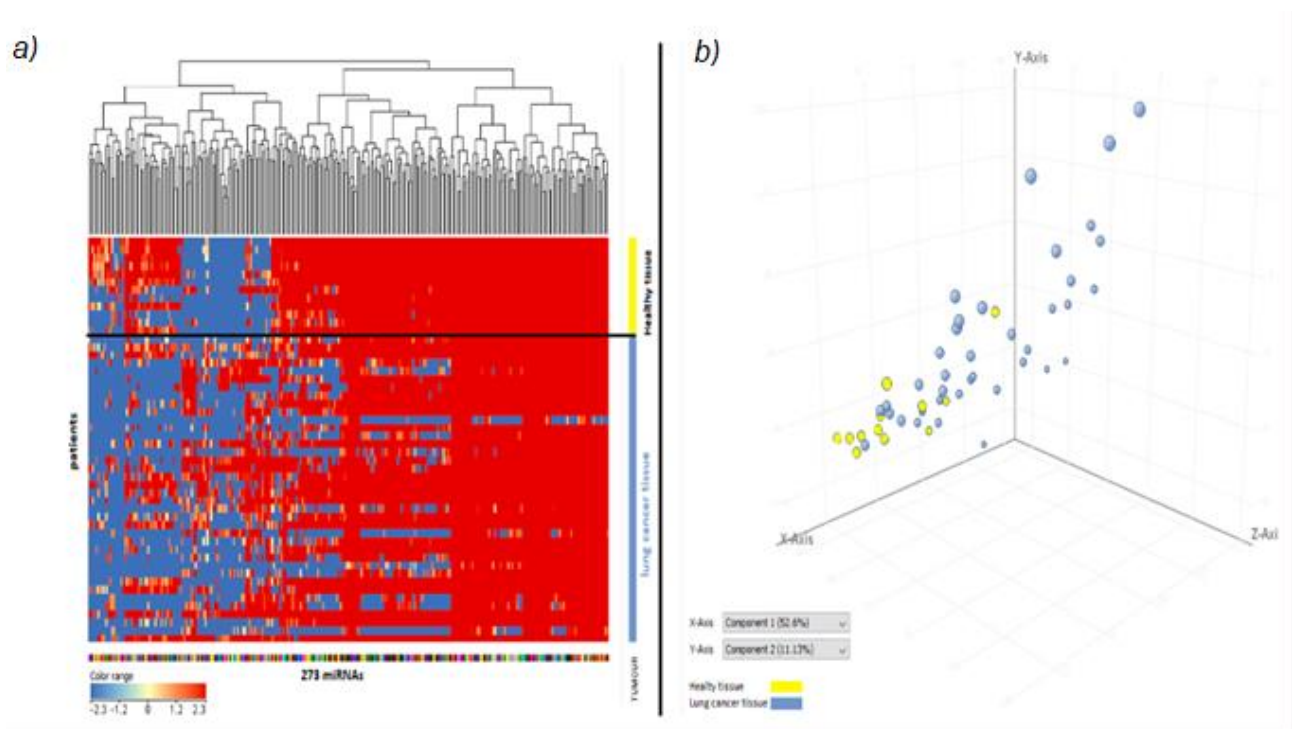 a)
Healthy tissue
patients
lung cancer tissue
TUMOUR
273 miRNAs
Color range
-2.3 -1.2 0 1.2 2.3
b)
Y-Axis
X-Axis
Z-Axi
X-Axis Component 1 (52.6%)
Y-Axis Component 2 (11.13%)
Healty tissue
Lung cancer tissue